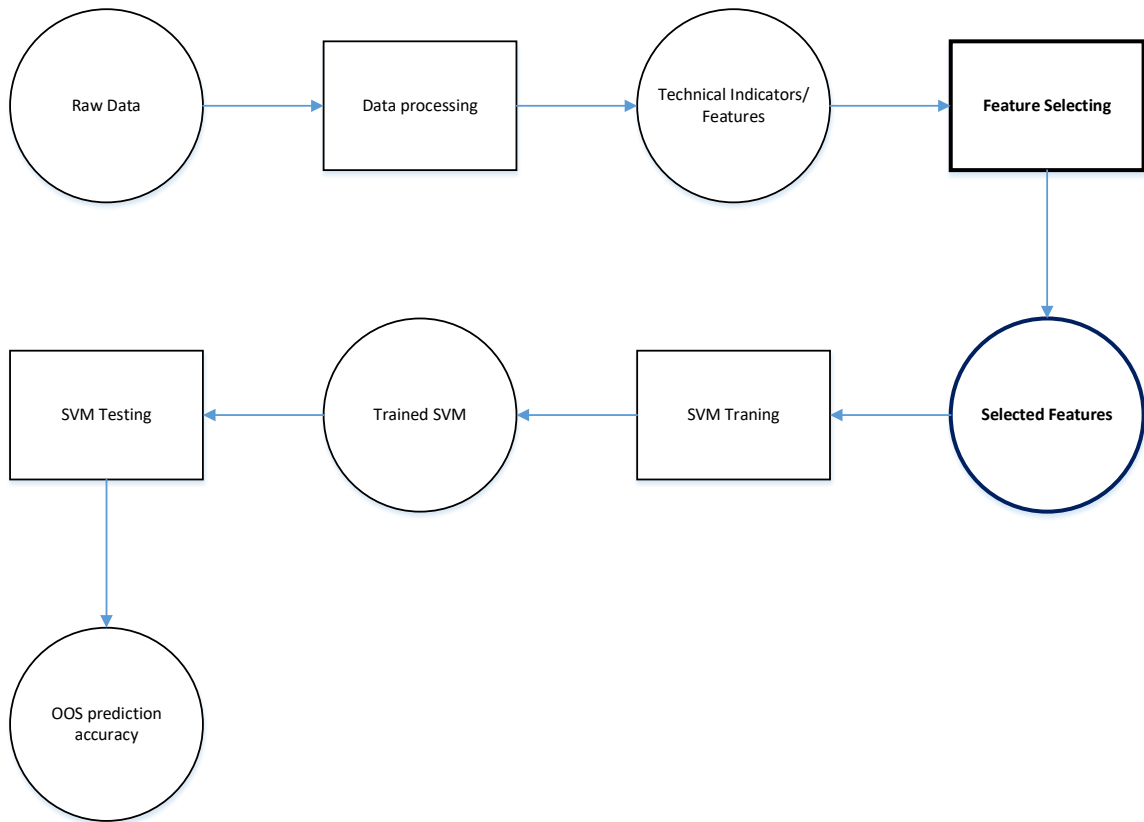 Raw Data
Data processing
Technical Indicators/
Features
Feature Selecting
Selected Features
SVM Traning
Trained SVM
SVM Testing
OOS prediction
accuracy